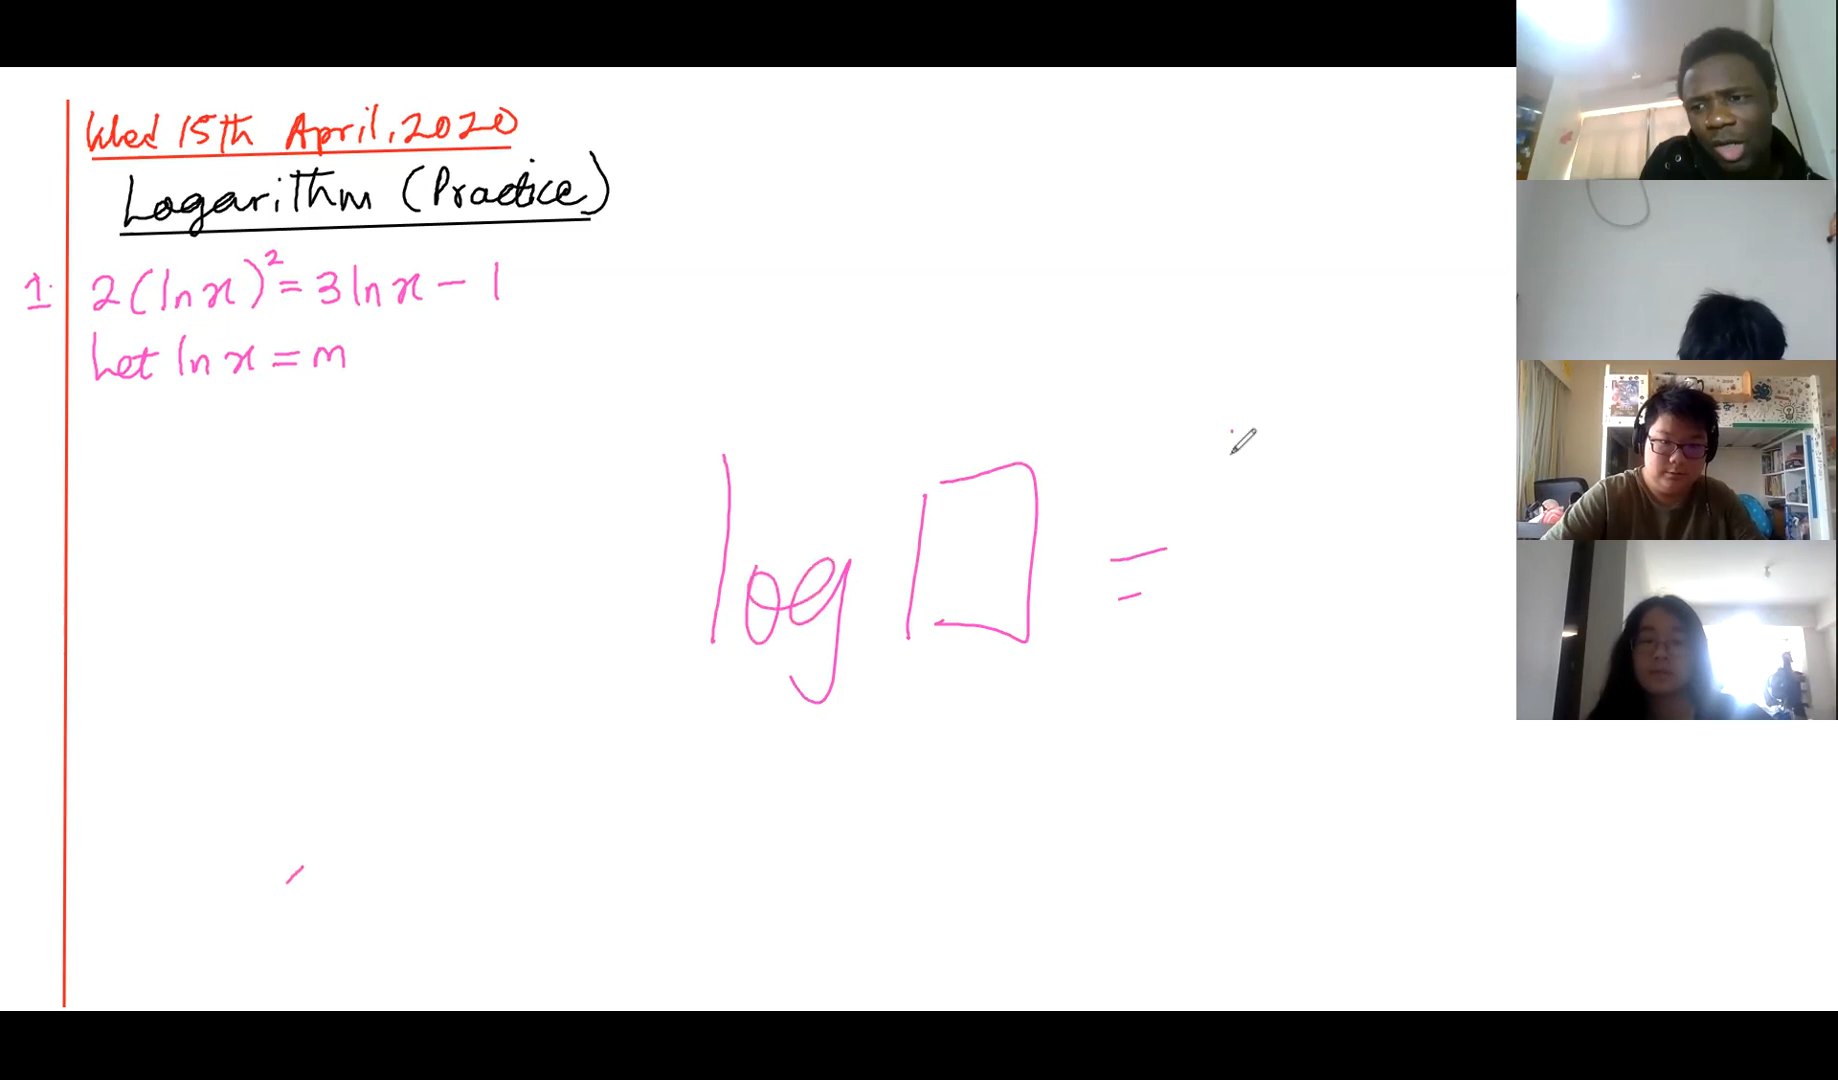 Wed 15th April, 2020
Logarithm (Practice)
1. 2(ln x)² = 3 ln x - 1
Let ln x = m
log □ =